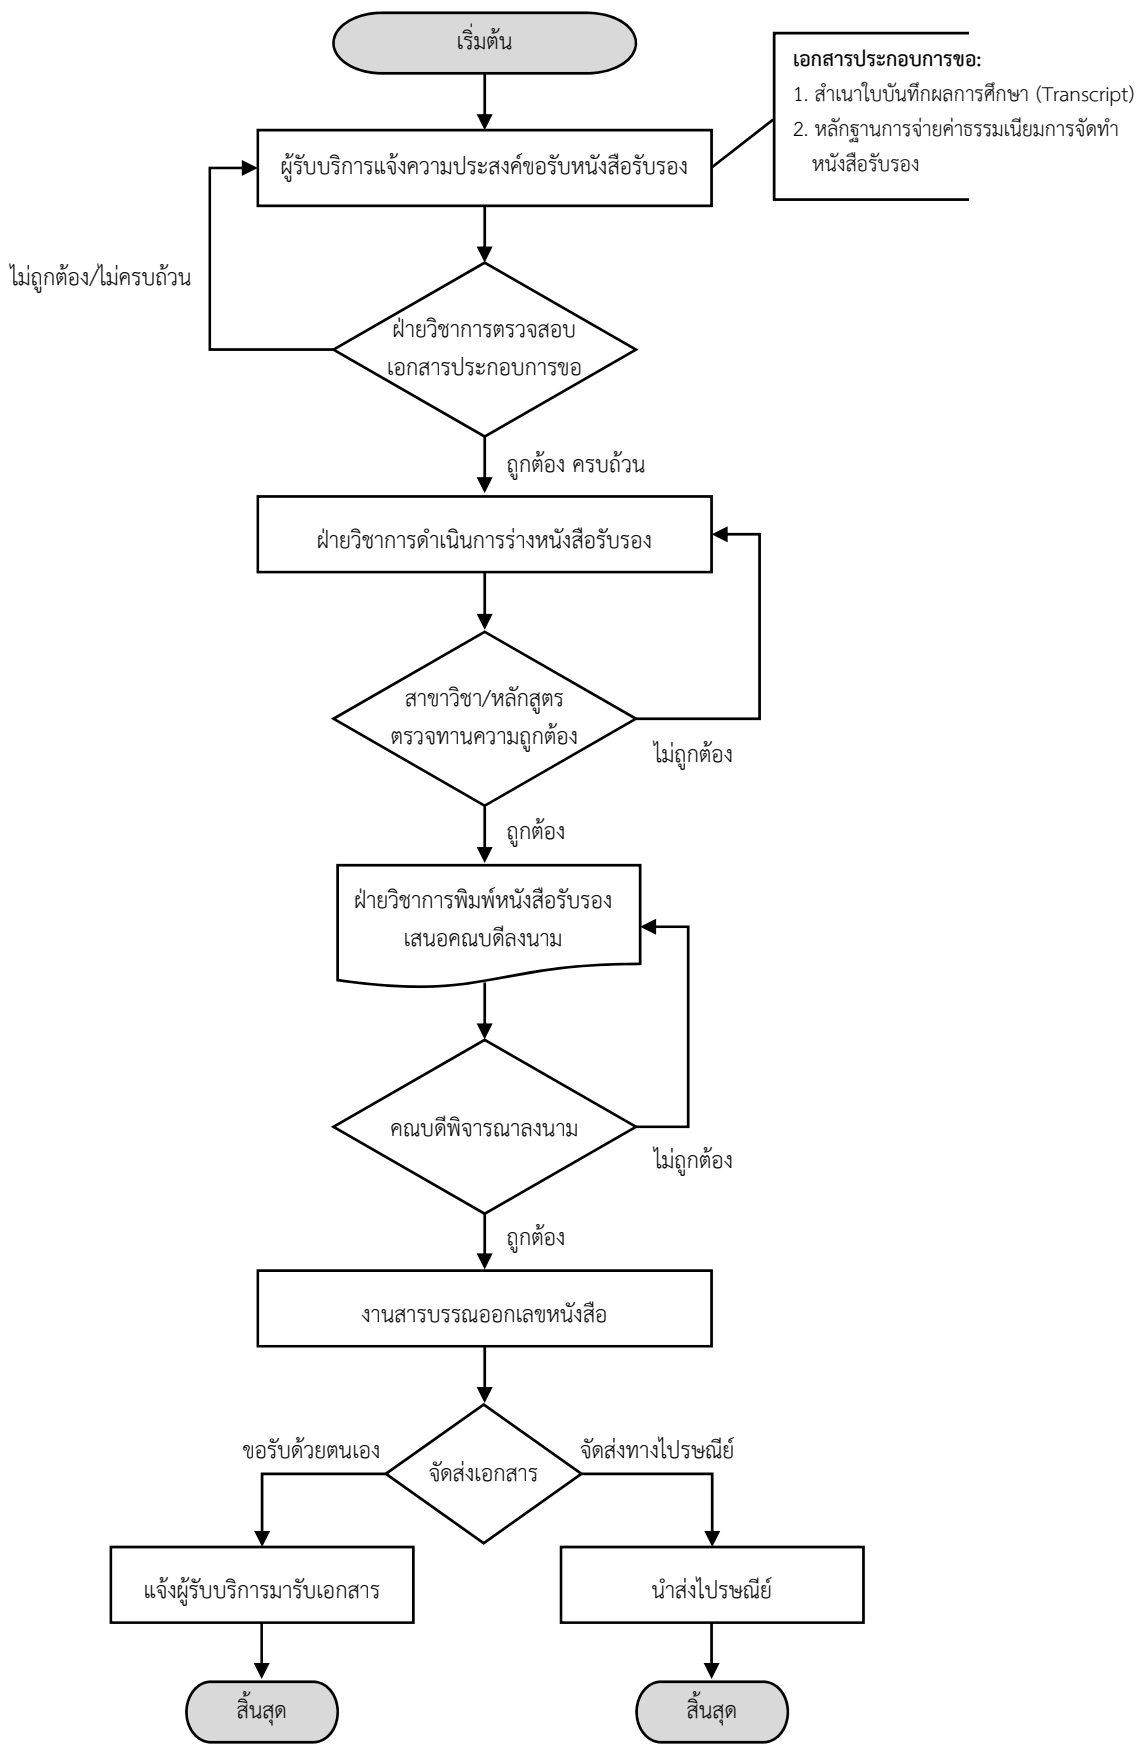 เริ่มต้น
เอกสารประกอบการขอ:
1. สำเนาใบบันทึกผลการศึกษา (Transcript)
2. หลักฐานการจ่ายค่าธรรมเนียมการจัดทำ
หนังสือรับรอง
ผู้รับบริการแจ้งความประสงค์ขอรับหนังสือรับรอง
ไม่ถูกต้อง/ไม่ครบถ้วน
ฝ่ายวิชาการตรวจสอบ
เอกสารประกอบการขอ
ถูกต้อง ครบถ้วน
ฝ่ายวิชาการดำเนินการร่างหนังสือรับรอง
สาขาวิชา/หลักสูตร
ตรวจทานความถูกต้อง
ไม่ถูกต้อง
ถูกต้อง
ฝ่ายวิชาการพิมพ์หนังสือรับรอง
เสนอคณบดีลงนาม
คณบดีพิจารณาลงนาม
ไม่ถูกต้อง
ถูกต้อง
งานสารบรรณออกเลขหนังสือ
ขอรับด้วยตนเอง
จัดส่งทางไปรษณีย์
จัดส่งเอกสาร
แจ้งผู้รับบริการมารับเอกสาร
นำส่งไปรษณีย์
สิ้นสุด
สิ้นสุด